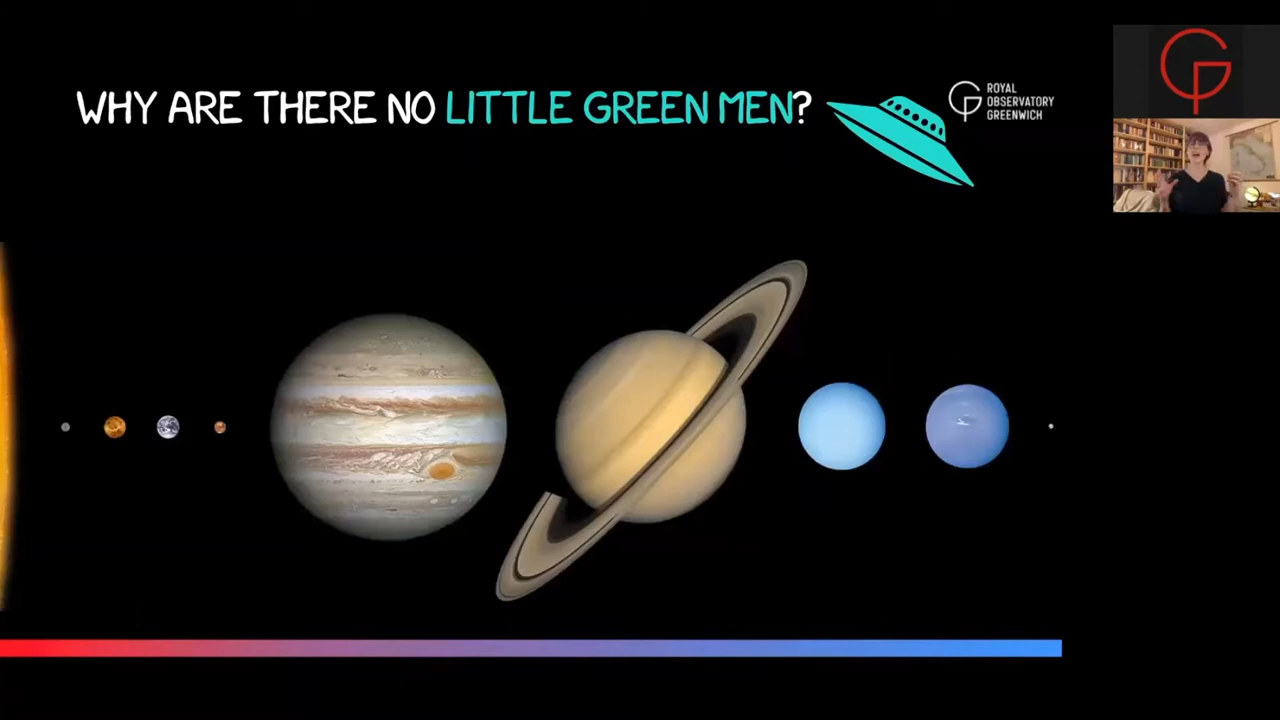 WHY ARE THERE NO LITTLE GREEN MEN?
ROYAL
OBSERVATORY
GREENWICH